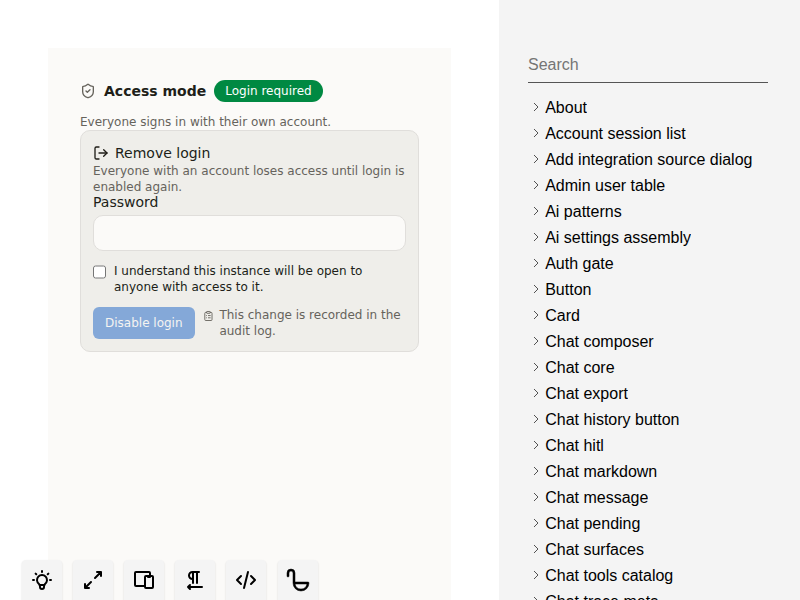 Access mode
Login required
Everyone signs in with their own account.
Remove login
Everyone with an account loses access until login is
enabled again.
Password
I understand this instance will be open to
anyone with access to it.
Disable login
This change is recorded in the
audit log.
Search
About
Account session list
Add integration source dialog
Admin user table
Ai patterns
Ai settings assembly
Auth gate
Button
Card
Chat composer
Chat core
Chat export
Chat history button
Chat hitl
Chat markdown
Chat message
Chat pending
Chat surfaces
Chat tools catalog
Chat trace meta